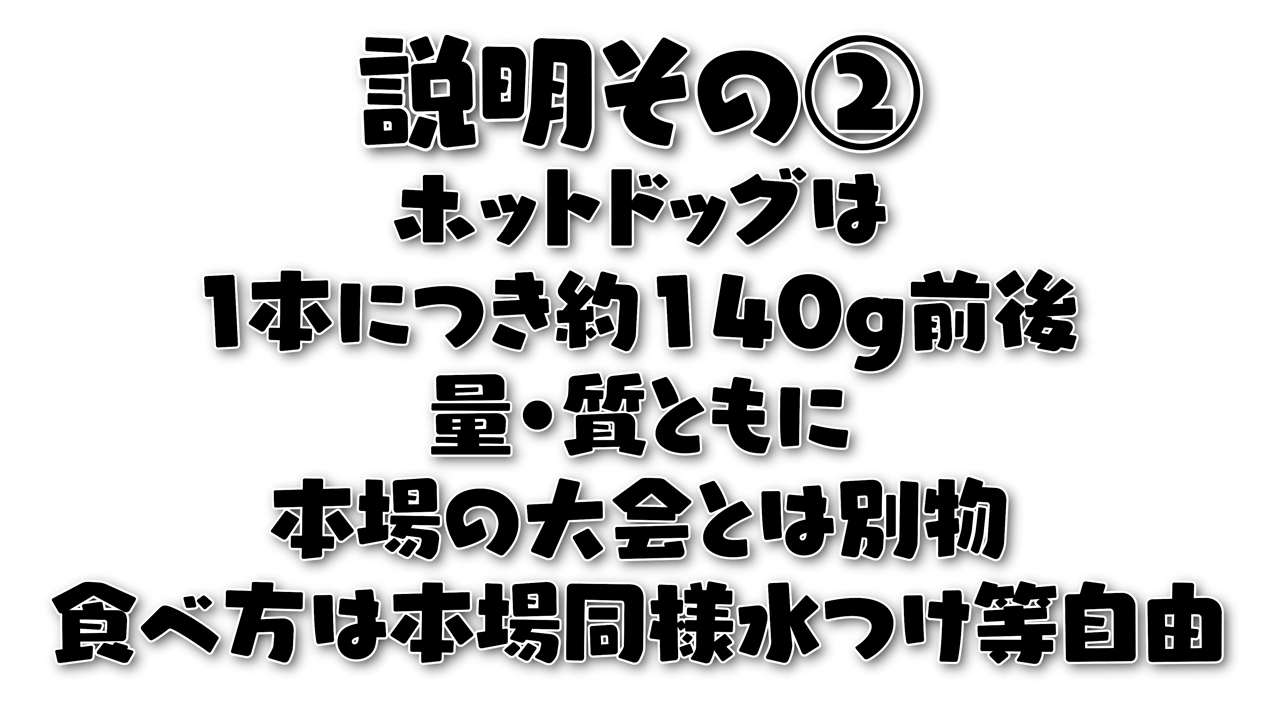 説明その②
ホットドッグは
1本につき約140g前後
量・質ともに
本場の大会とは別物
食べ方は本場同様水つけ等自由